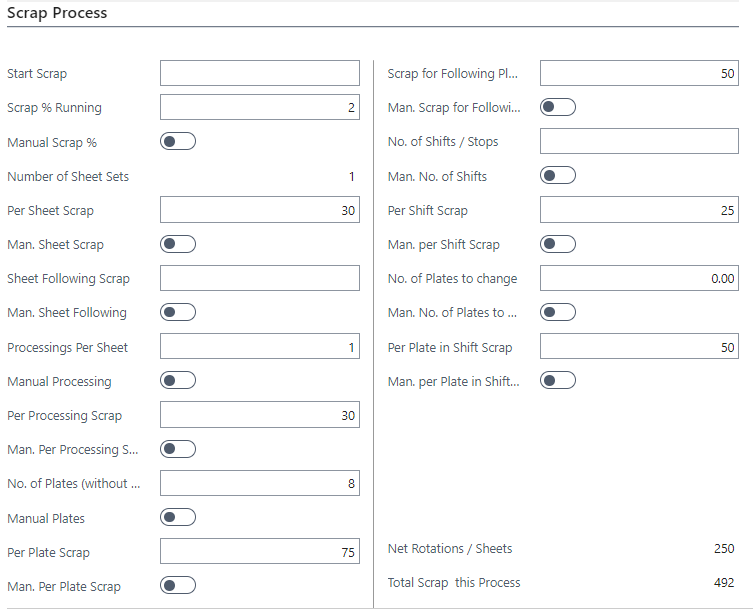 Scrap Process
Start Scrap
Scrap % Running 2
Manual Scrap %
Number of Sheet Sets 1
Per Sheet Scrap 30
Man. Sheet Scrap
Sheet Following Scrap
Man. Sheet Following
Processings Per Sheet 1
Manual Processing
Per Processing Scrap 30
Man. Per Processing S...
No. of Plates (without ... 8
Manual Plates
Per Plate Scrap 75
Man. Per Plate Scrap
Scrap for Following Pl... 50
Man. Scrap for Followi...
No. of Shifts / Stops
Man. No. of Shifts
Per Shift Scrap 25
Man. per Shift Scrap
No. of Plates to change 0.00
Man. No. of Plates to ...
Per Plate in Shift Scrap 50
Man. per Plate in Shift...
Net Rotations / Sheets 250
Total Scrap this Process 492